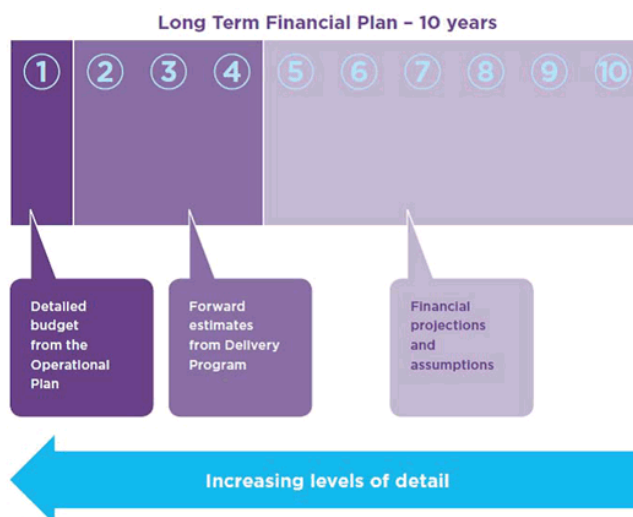 Long Term Financial Plan – 10 years
1 2 3 4 5 6 7 8 9 10
Detailed
budget
from the
Operational
Plan
Forward
estimates
from Delivery
Program
Financial
projections
and
assumptions
Increasing levels of detail